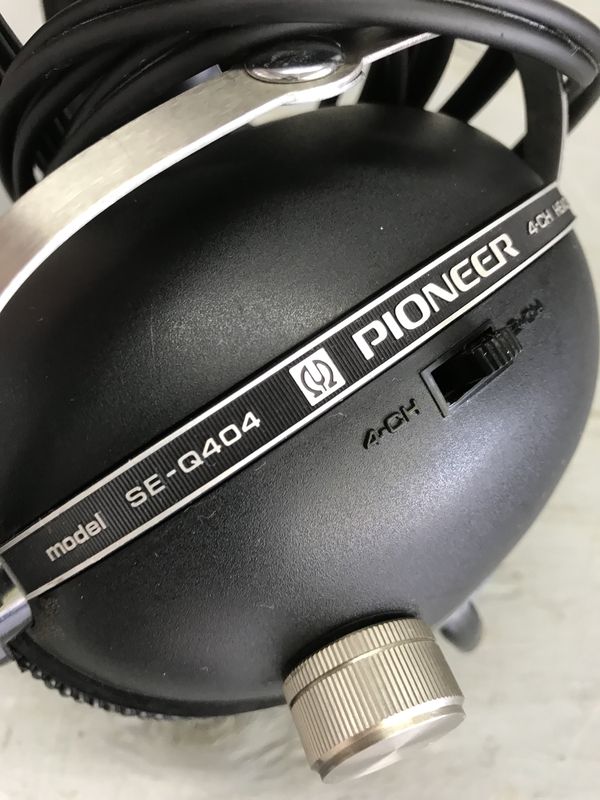 model SE-Q404 PIONEER 4-CH
2-CH
4-CH